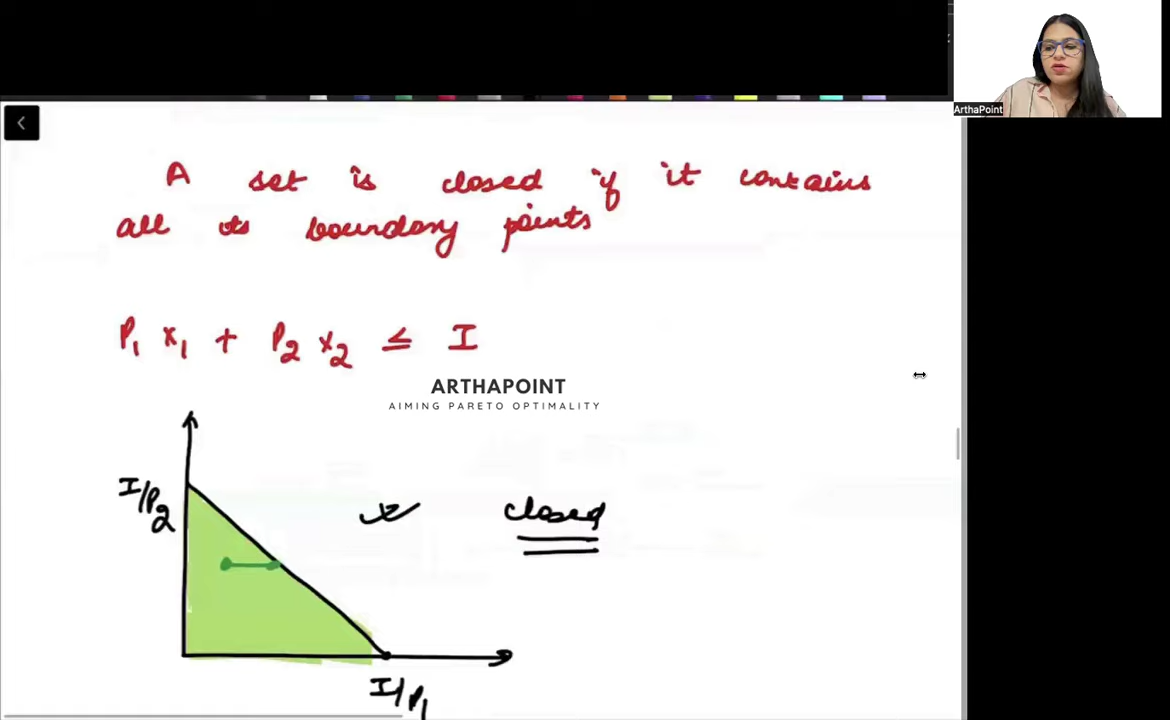 ArthaPoint
A set is closed if it contains
all its boundary points
P₁ x₁ + P₂ x₂ ≤ I
ARTHAPOINT
AIMING PARETO OPTIMALITY
I/P₂
closed
I/P₁